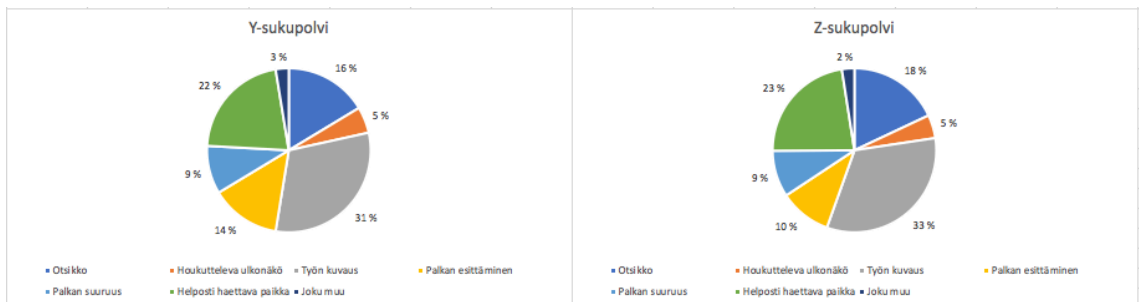 Y-sukupolvi
3 %
16 %
22 %
5 %
9 %
14 %
31 %
Otsikko Houkutteleva ulkonäkö Työn kuvaus Palkan esittäminen
Palkan suuruus Helposti haettava paikka Joku muu
Z-sukupolvi
2 %
18 %
23 %
5 %
9 %
10 %
33 %
Otsikko Houkutteleva ulkonäkö Työn kuvaus Palkan esittäminen
Palkan suuruus Helposti haettava paikka Joku muu